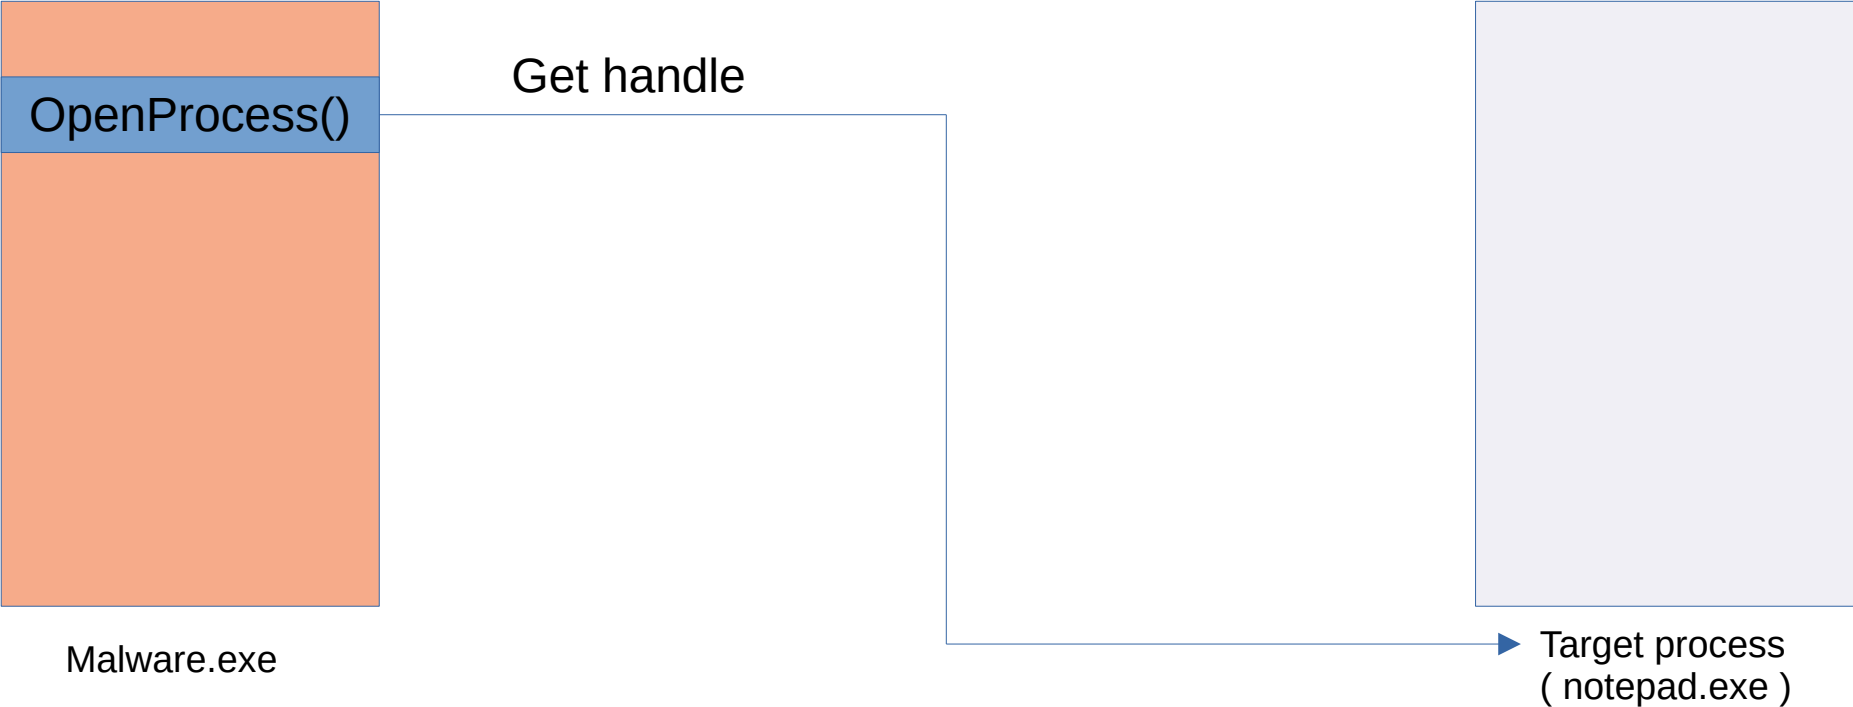 Get handle
OpenProcess()
Malware.exe
Target process
( notepad.exe )